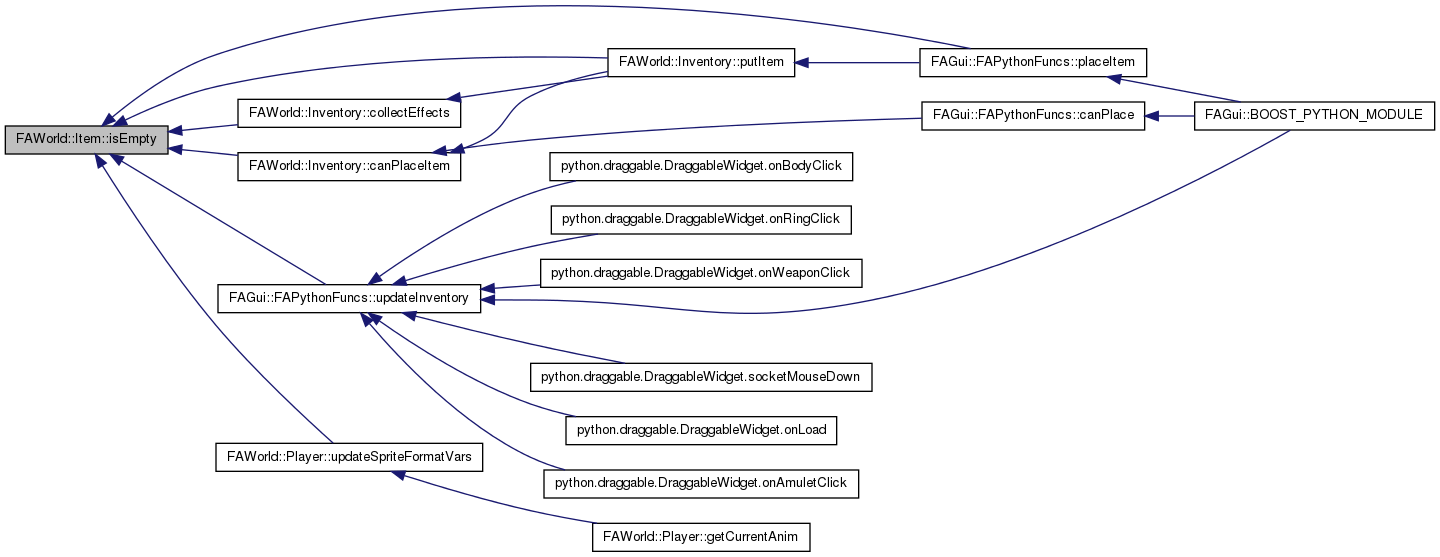 FAWorld::Item::isEmpty
FAWorld::Inventory::putItem
FAGui::FAPythonFuncs::placeItem
FAWorld::Inventory::collectEffects
FAGui::FAPythonFuncs::canPlace
FAGui::BOOST_PYTHON_MODULE
FAWorld::Inventory::canPlaceItem
python.draggable.DraggableWidget.onBodyClick
python.draggable.DraggableWidget.onRingClick
python.draggable.DraggableWidget.onWeaponClick
FAGui::FAPythonFuncs::updateInventory
python.draggable.DraggableWidget.socketMouseDown
python.draggable.DraggableWidget.onLoad
FAWorld::Player::updateSpriteFormatVars
python.draggable.DraggableWidget.onAmuletClick
FAWorld::Player::getCurrentAnim